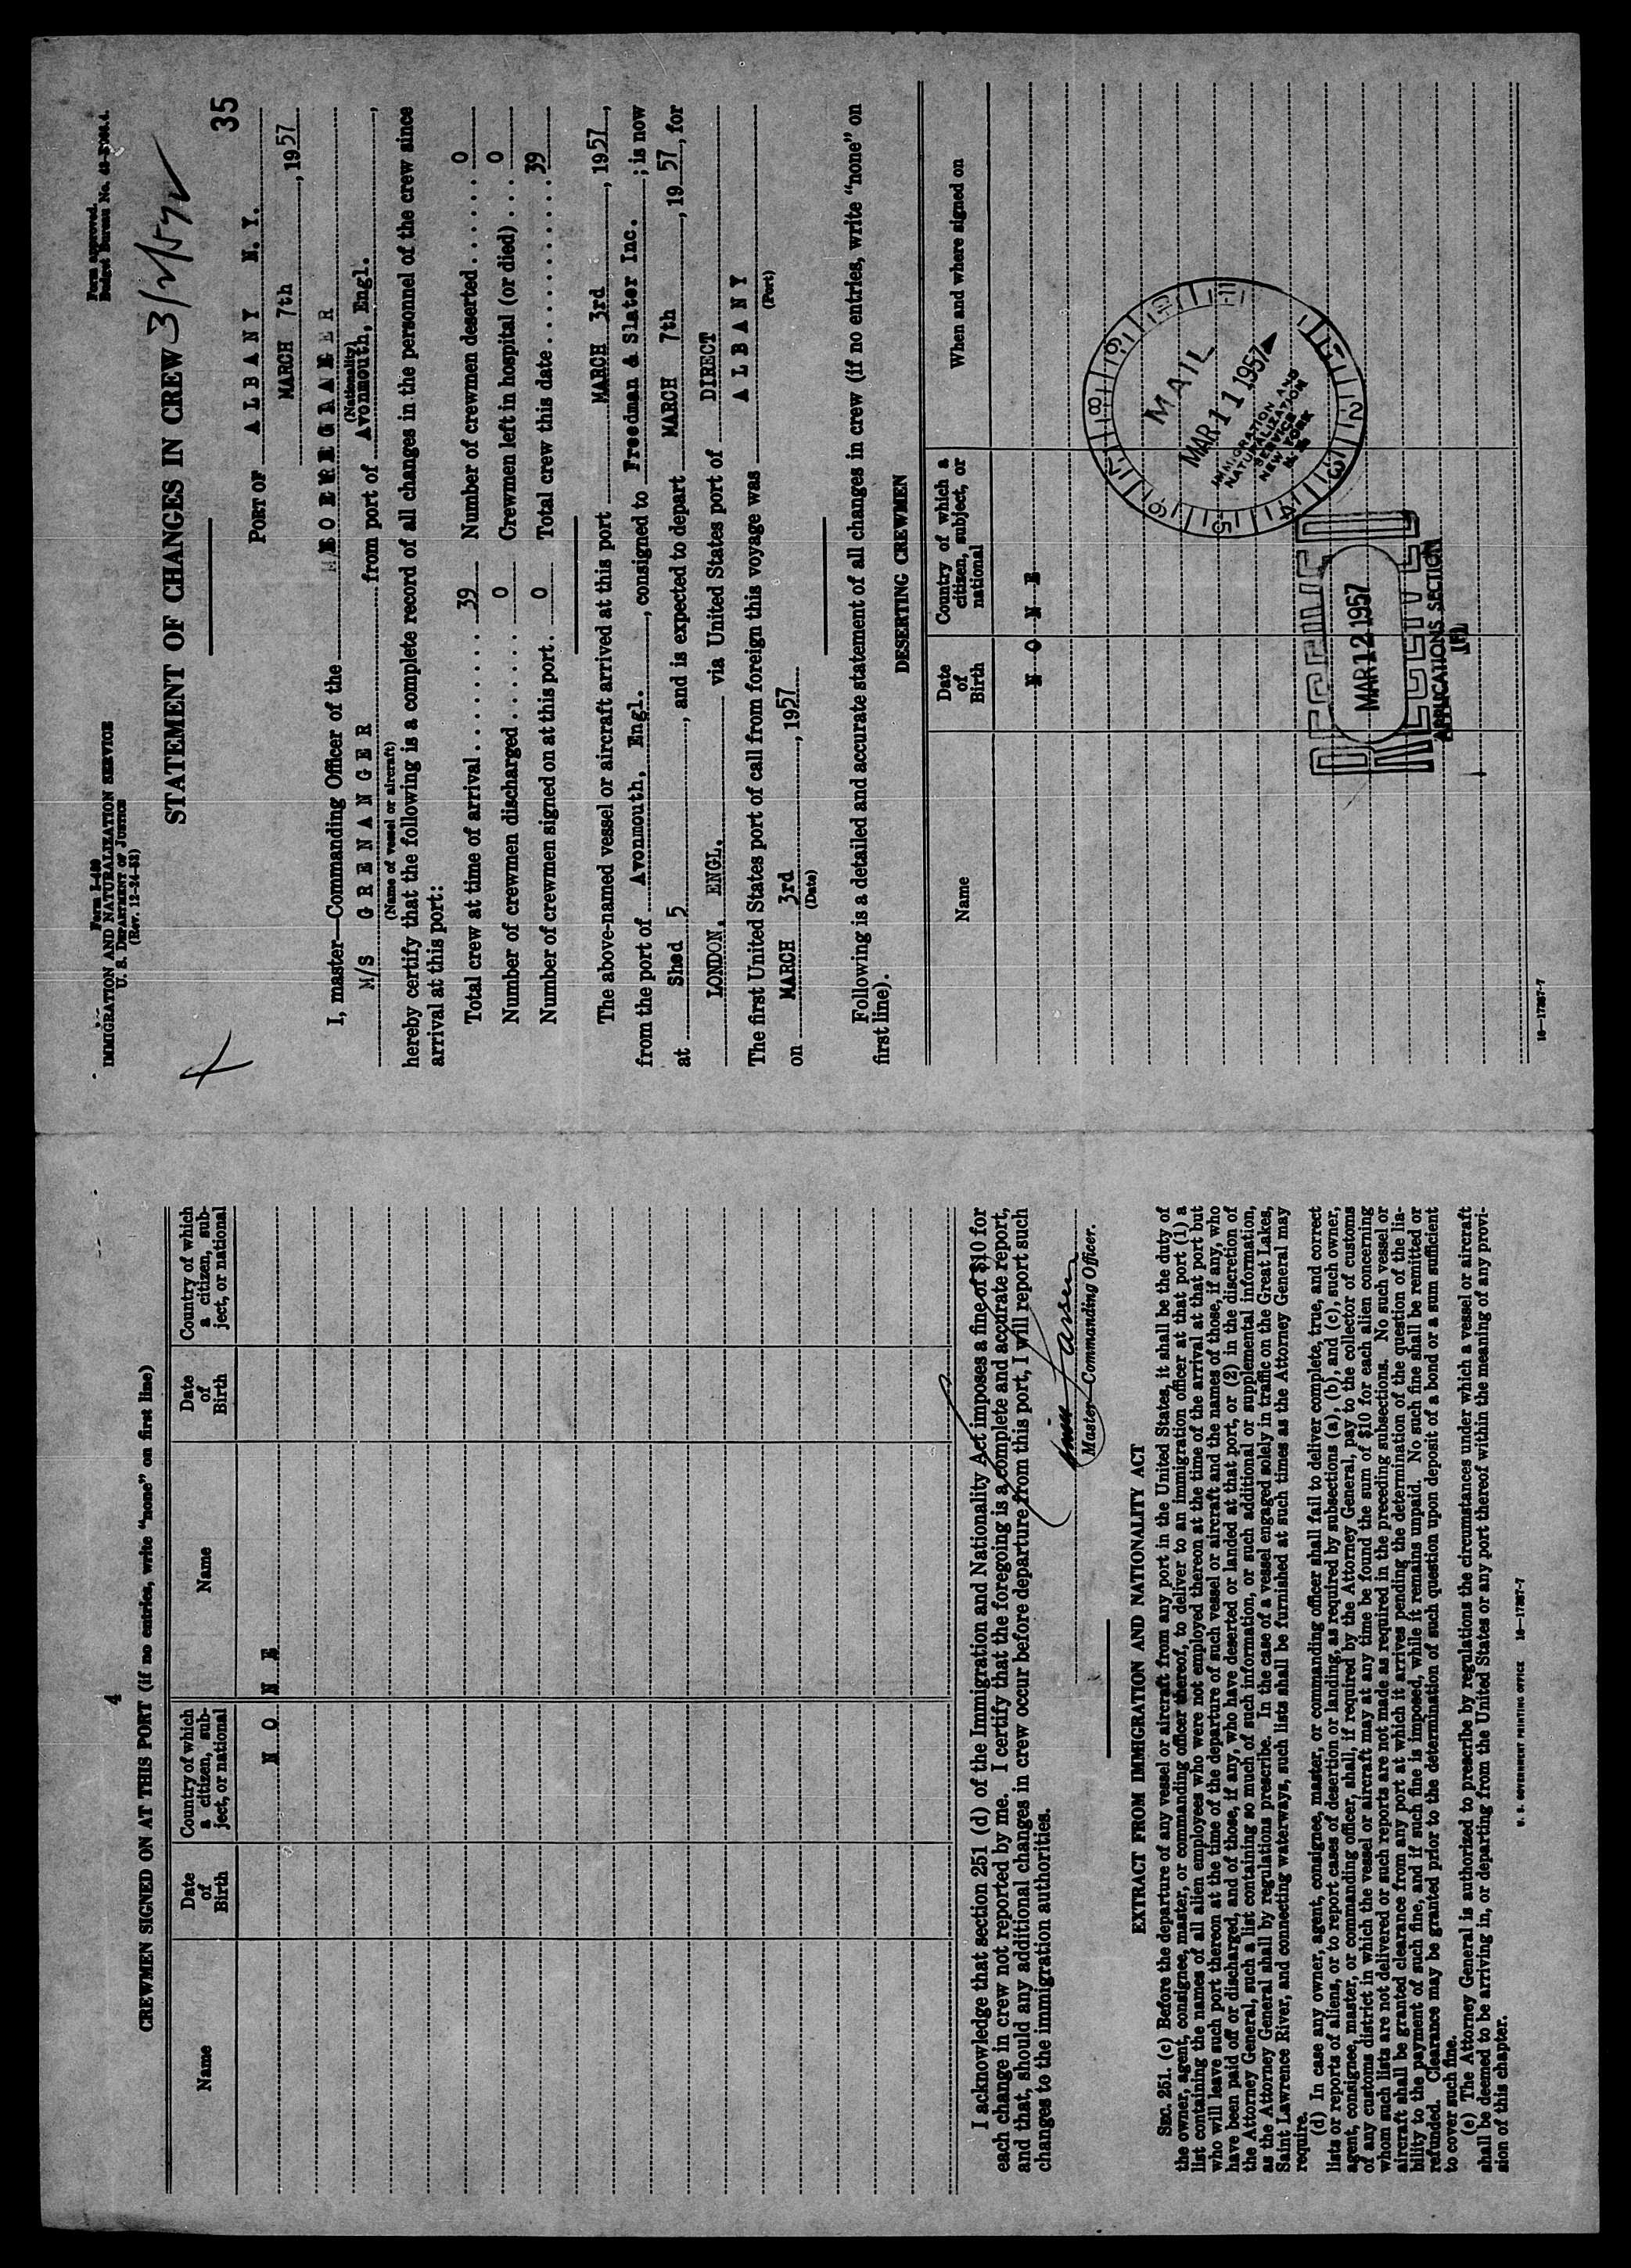 Form I-489
IMMIGRATION AND NATURALIZATION SERVICE
U. S. DEPARTMENT OF JUSTICE
(Rev. 12-24-52)
Form approved.
Budget Bureau No.
STATEMENT OF CHANGES IN CREW
35
PORT OF A L B A N Y N. Y.
MARCH 7th, 1957
I, master—Commanding Officer of the
(Nationality)
M/S G R E N A N G E R from port of Avonmouth, Engl.,
(Name of vessel or aircraft)
hereby certify that the following is a complete record of all changes in the personnel of the crew since
arrival at this port:
Total crew at time of arrival......... 39 Number of crewmen deserted....... 0
Number of crewmen discharged...... 0 Crewmen left in hospital (or died)... 0
Number of crewmen signed on at this port. 0 Total crew this date........... 39
The above-named vessel or aircraft arrived at this port MARCH 3rd, 1957,
from the port of Avonmouth, Engl., consigned to Freedman & Slater Inc.; is now
at Shed 5, and is expected to depart MARCH 7th, 1957, for
LONDON, ENGL. via United States port of DIRECT
The first United States port of call from foreign this voyage was A L B A N Y
(Port)
on MARCH 3rd, 1957
(Date)
Following is a detailed and accurate statement of all changes in crew (if no entries, write "none" on
first line).
DESERTING CREWMEN
Name
Date of Birth
Country of which a citizen, subject, or national
When and where signed on
N O N E
MAIL
MAR 11 1957
IMMIGRATION AND
NATURALIZATION
SERVICE
NEW YORK
N. Y.
RECEIVED
MAR 12 1957
RECEIVED
APPLICATIONS SECTION
16—17267-7
4
CREWMEN SIGNED ON AT THIS PORT (if no entries, write "none" on first line)
Name
Date of Birth
Country of which a citizen, sub-ject, or national
Name
Date of Birth
Country of which a citizen, sub-ject, or national
N O N E
I acknowledge that section 251 (d) of the Immigration and Nationality Act imposes a fine of $10 for
each change in crew not reported by me. I certify that the foregoing is a complete and accurate report,
and that, should any additional changes in crew occur before departure from this port, I will report such
changes to the immigration authorities.
Master—Commanding Officer.
EXTRACT FROM IMMIGRATION AND NATIONALITY ACT
SEC. 251. (c) Before the departure of any vessel or aircraft from any port in the United States, it shall be the duty of
the owner, agent, consignee, master, or commanding officer thereof, to deliver to an immigration officer at that port (1) a
list containing the names of all alien employees who were not employed thereon at the time of the arrival at that port but
who will leave such port thereon at the time of the departure of such vessel or aircraft and the names of those, if any, who
have been paid off or discharged, and of those, if any, who have deserted or landed at that port, or (2) in the discretion of
the Attorney General, such a list containing so much of such information, or such additional or supplemental information,
as the Attorney General shall by regulations prescribe. In the case of a vessel engaged solely in traffic on the Great Lakes,
Saint Lawrence River, and connecting waterways, such lists shall be furnished at such times as the Attorney General may
require.
(d) In case any owner, agent, consignee, master, or commanding officer shall fail to deliver complete, true, and correct
lists or reports of aliens, or to report cases of desertion or landing, as required by subsections (a), (b), and (c), such owner,
agent, consignee, master, or commanding officer, shall, if required by the Attorney General, pay to the collector of customs
of any customs district in which the vessel or aircraft may at any time be found the sum of $10 for each alien concerning
whom such lists are not delivered or such reports are not made as required in the preceding subsections. No such vessel or
aircraft shall be granted clearance from any port at which it arrives pending the determination of the question of the lia-
bility to the payment of such fine, and if such fine is imposed, while it remains unpaid. No such fine shall be remitted or
refunded. Clearance may be granted prior to the determination of such question upon deposit of a bond or a sum sufficient
to cover such fine.
(e) The Attorney General is authorized to prescribe by regulations the circumstances under which a vessel or aircraft
shall be deemed to be arriving in, or departing from the United States or any port thereof within the meaning of any provi-
sion of this chapter.
U. S. GOVERNMENT PRINTING OFFICE 16—17267-7